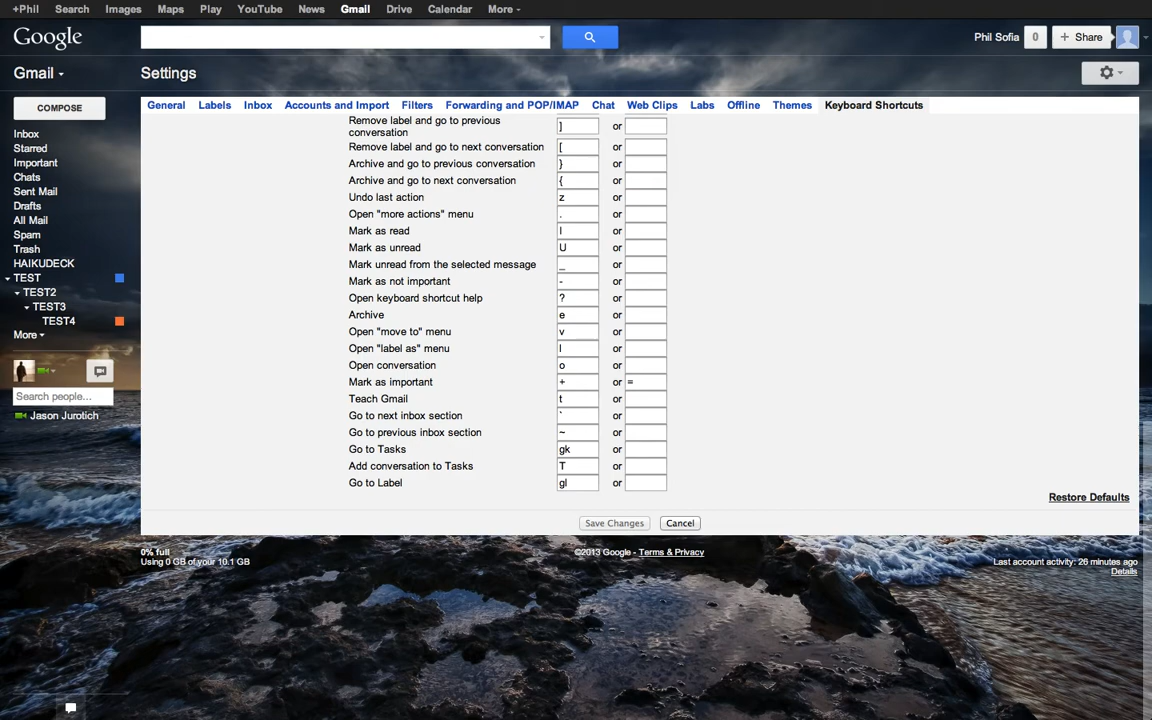 +Phil Search Images Maps Play YouTube News Gmail Drive Calendar More
Google
Phil Sofia 0 + Share
Gmail Settings
COMPOSE
Inbox
Starred
Important
Chats
Sent Mail
Drafts
All Mail
Spam
Trash
HAIKUDECK
TEST
TEST2
TEST3
TEST4
More
Search people...
Jason Jurotich
General Labels Inbox Accounts and Import Filters Forwarding and POP/IMAP Chat Web Clips Labs Offline Themes Keyboard Shortcuts
Remove label and go to previous
conversation ] or
Remove label and go to next conversation [ or
Archive and go to previous conversation } or
Archive and go to next conversation { or
Undo last action z or
Open "more actions" menu . or
Mark as read I or
Mark as unread U or
Mark unread from the selected message _ or
Mark as not important - or
Open keyboard shortcut help ? or
Archive e or
Open "move to" menu v or
Open "label as" menu l or
Open conversation o or
Mark as important + or =
Teach Gmail t or
Go to next inbox section ` or
Go to previous inbox section ~ or
Go to Tasks gk or
Add conversation to Tasks T or
Go to Label gl or
Restore Defaults
Save Changes Cancel
0% full
Using 0 GB of your 10.1 GB
©2013 Google - Terms & Privacy
Last account activity: 26 minutes ago
Details